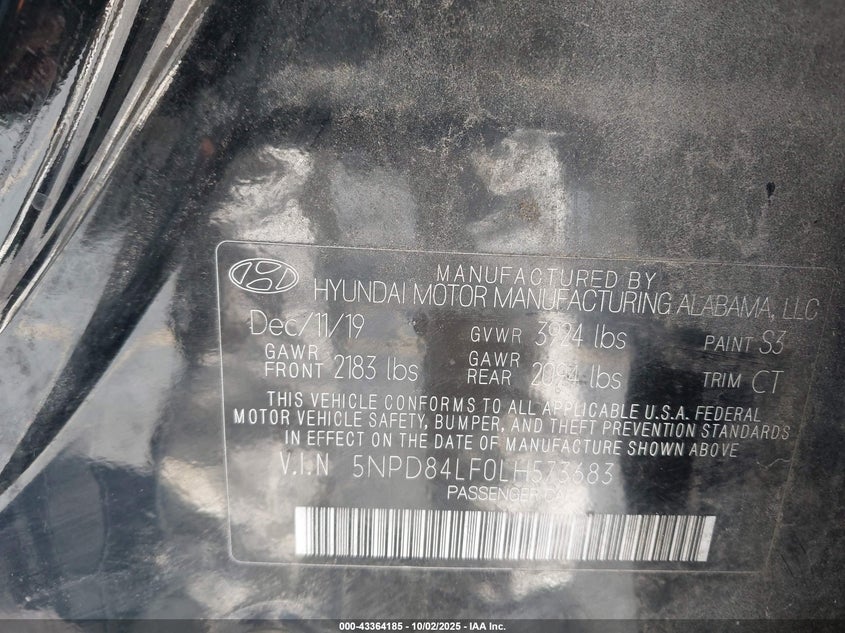 MANUFACTURED BY
HYUNDAI MOTOR MANUFACTURING ALABAMA, LLC
Dec/11/19 GVWR 3924 lbs PAINT S3
GAWR FRONT 2183 lbs GAWR REAR 2094 lbs TRIM CT
THIS VEHICLE CONFORMS TO ALL APPLICABLE U.S.A. FEDERAL
MOTOR VEHICLE SAFETY, BUMPER, AND THEFT PREVENTION STANDARDS
IN EFFECT ON THE DATE OF MANUFACTURE SHOWN ABOVE
V.I.N 5NPD84LF0LH573683
PASSENGER CAR
000-43364185 - 10/02/2025 - IAA Inc.